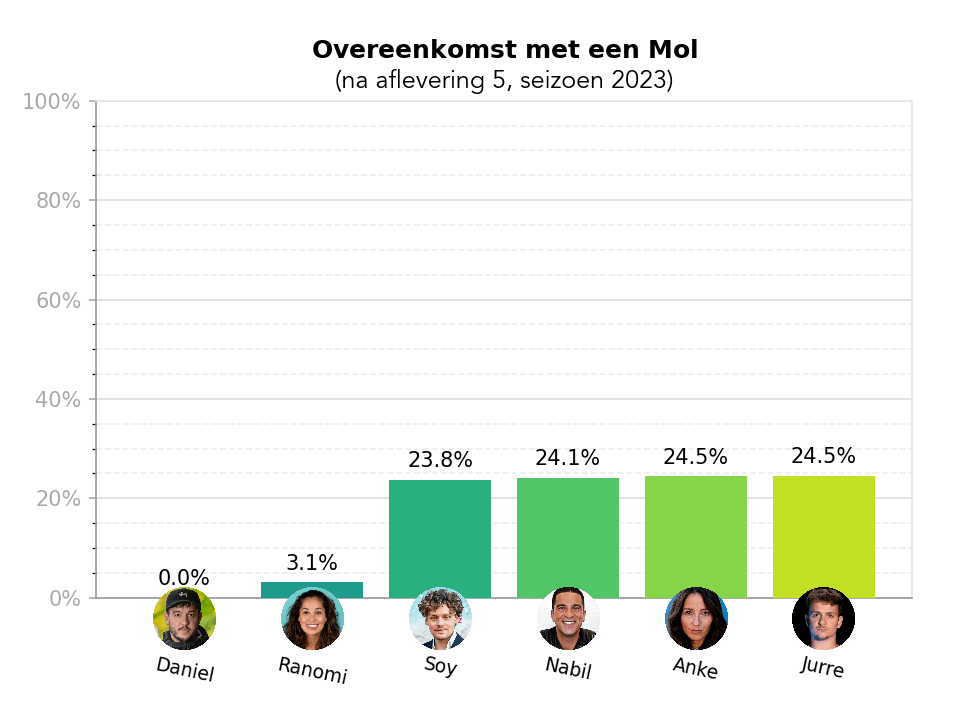 Overeenkomst met een Mol
(na aflevering 5, seizoen 2023)
100%
80%
60%
40%
20%
0%
0.0%
3.1%
23.8%
24.1%
24.5%
24.5%
Daniel
Ranomi
Soy
Nabil
Anke
Jurre